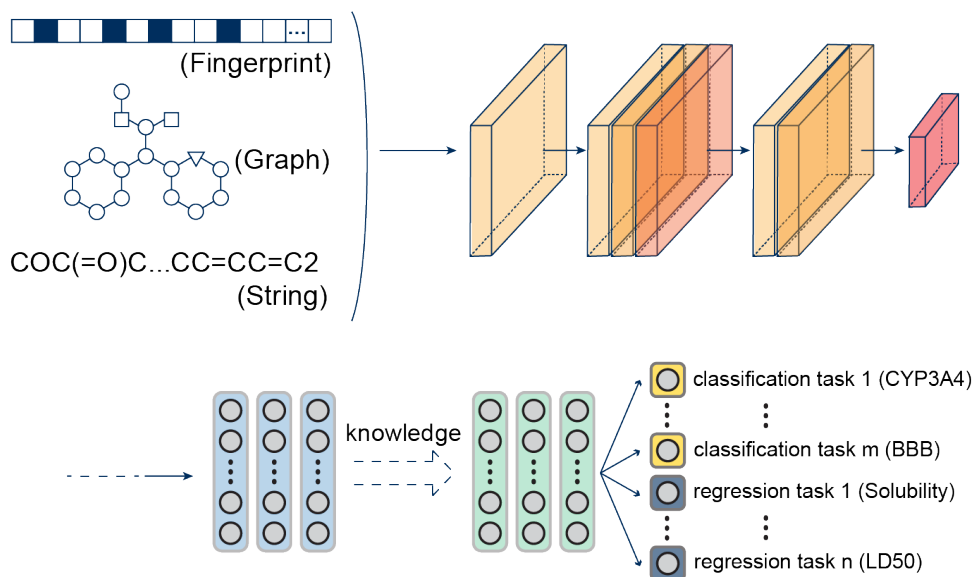 ...
(Fingerprint)
(Graph)
COC(=O)C...CC=CC=C2
(String)
knowledge
classification task 1 (CYP3A4)
classification task m (BBB)
regression task 1 (Solubility)
regression task n (LD50)